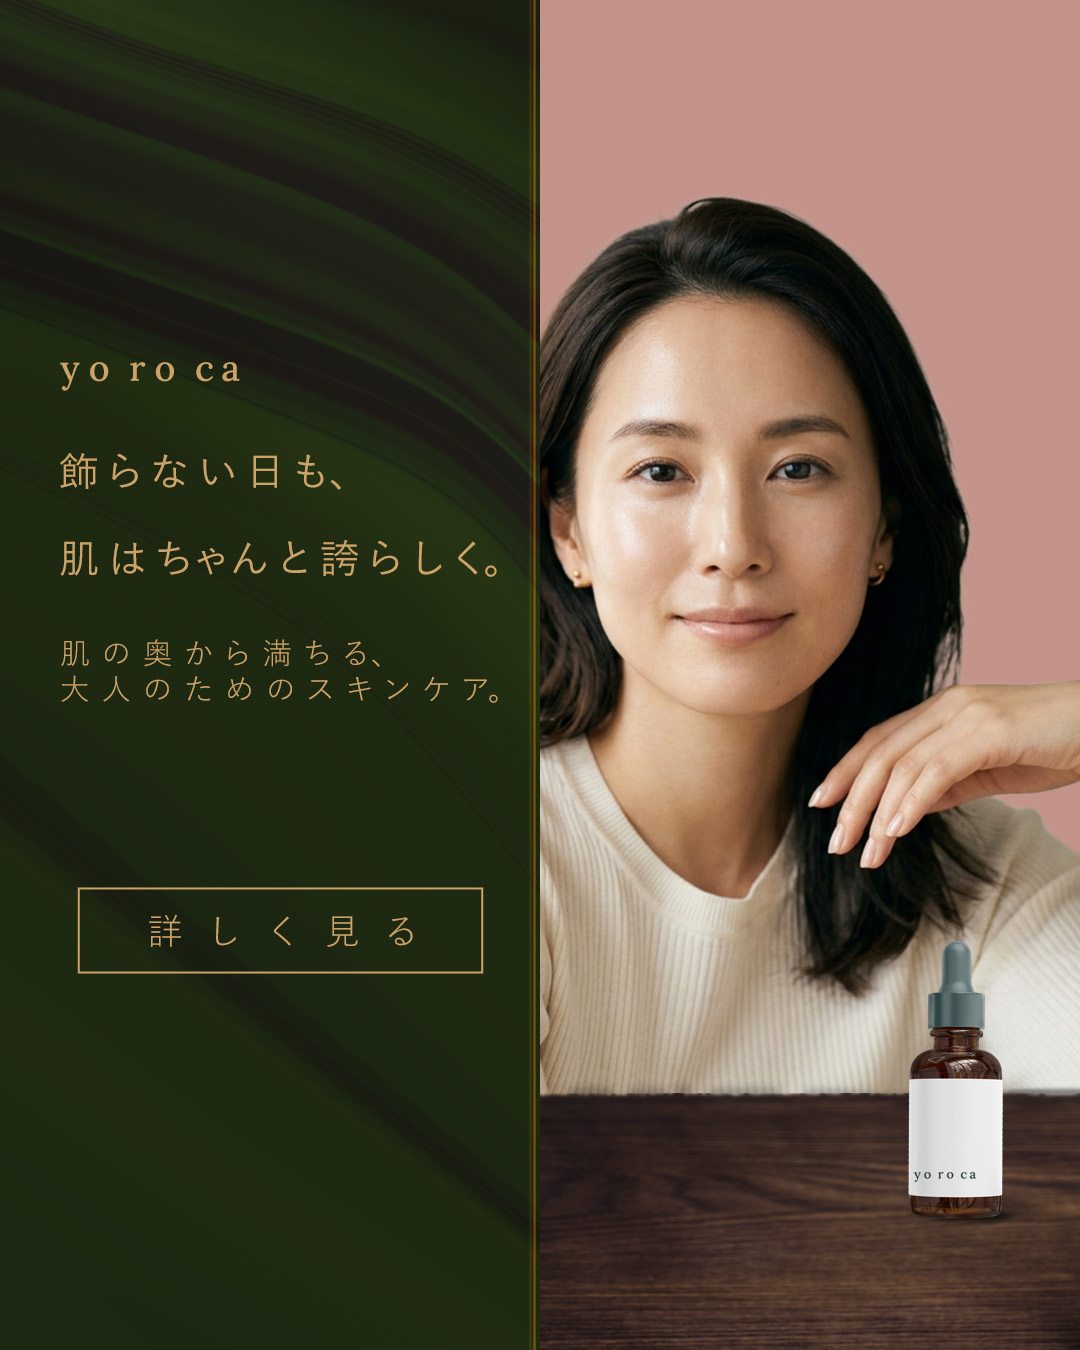 yo ro ca
飾らない日も、
肌はちゃんと誇らしく。
肌の奥から満ちる、
大人のためのスキンケア。
詳しく見る
yo ro ca